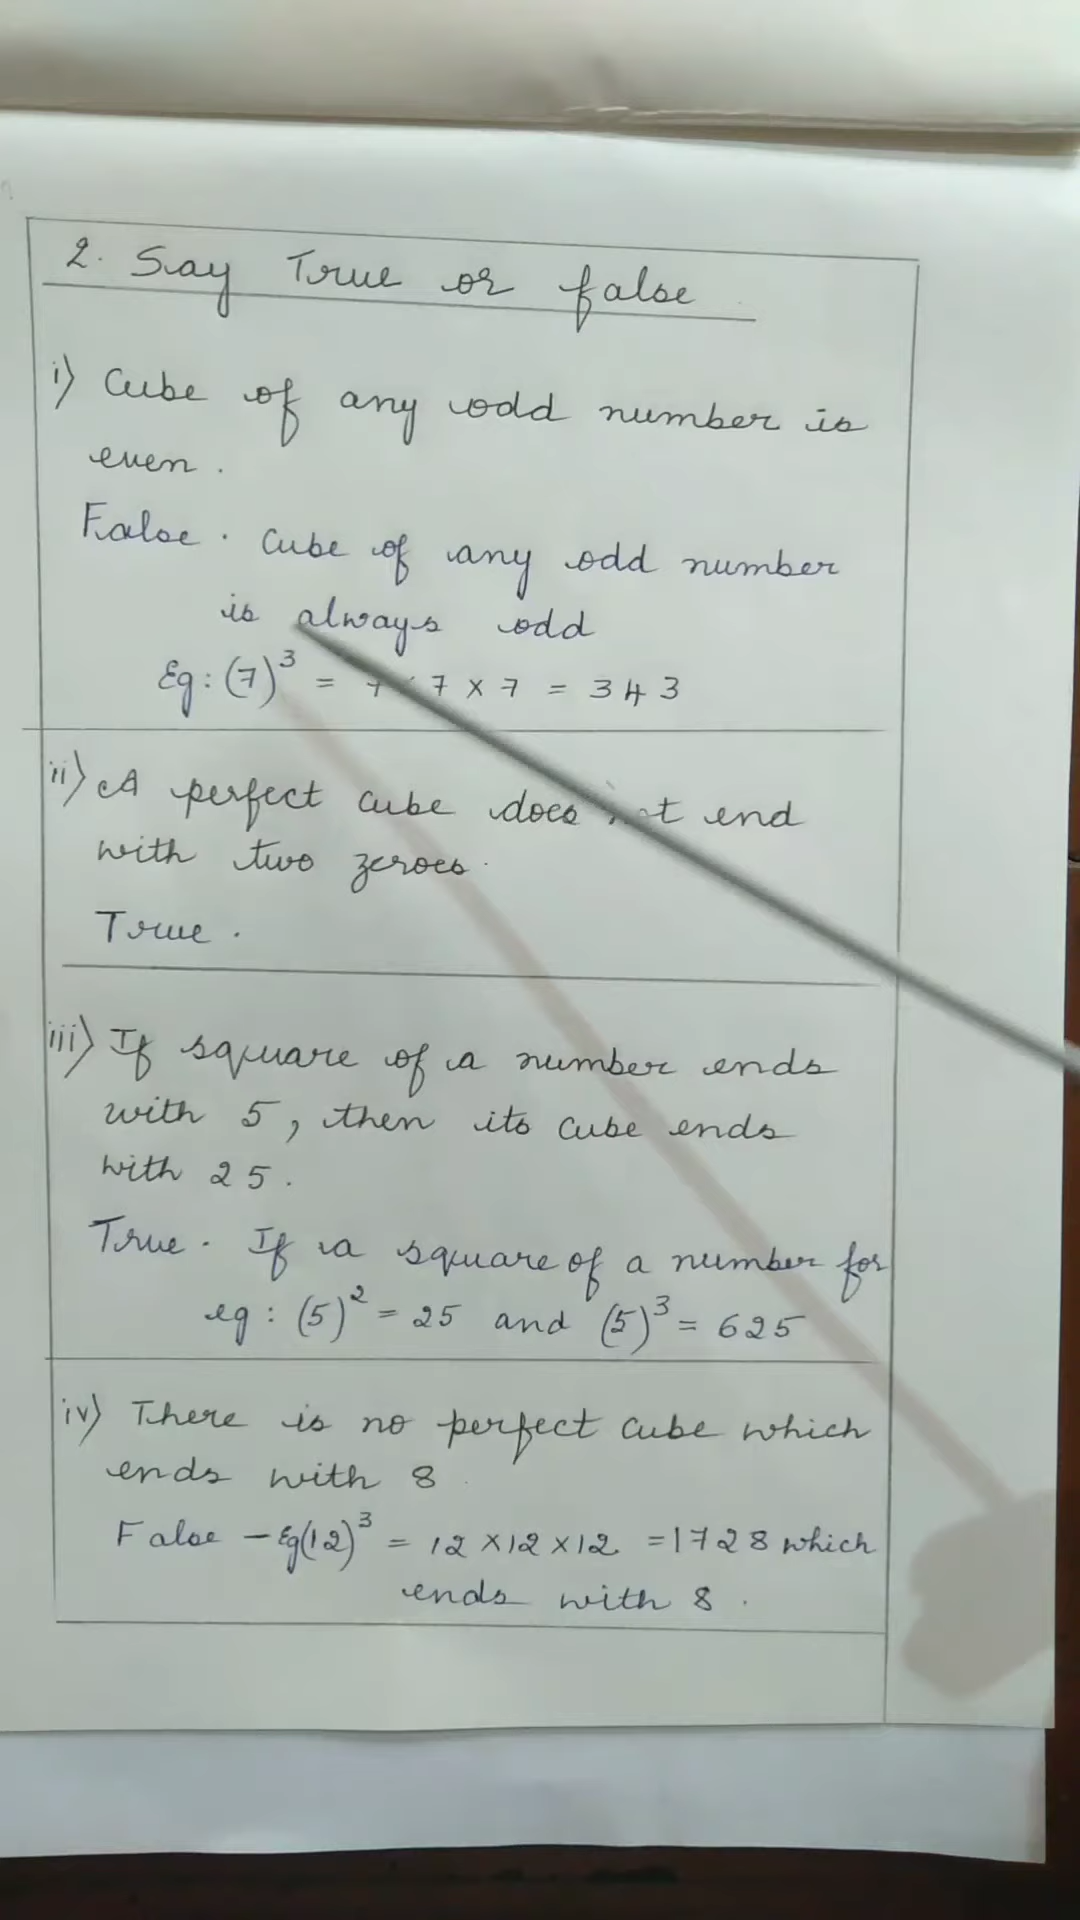 2. Say True or false
i) Cube of any odd number is
even.
False. Cube of any odd number
is always odd
Eg: (7)³ = 7 7 × 7 = 343
ii) A perfect cube does end
with two zeroes.
True.
iii) If square of a number ends
with 5, then its cube ends
with 25.
True. If a square of a number for
eg: (5)² = 25 and (5)³ = 625
iv) There is no perfect cube which
ends with 8
False - Eg (12)³ = 12 × 12 × 12 = 1728 which
ends with 8.